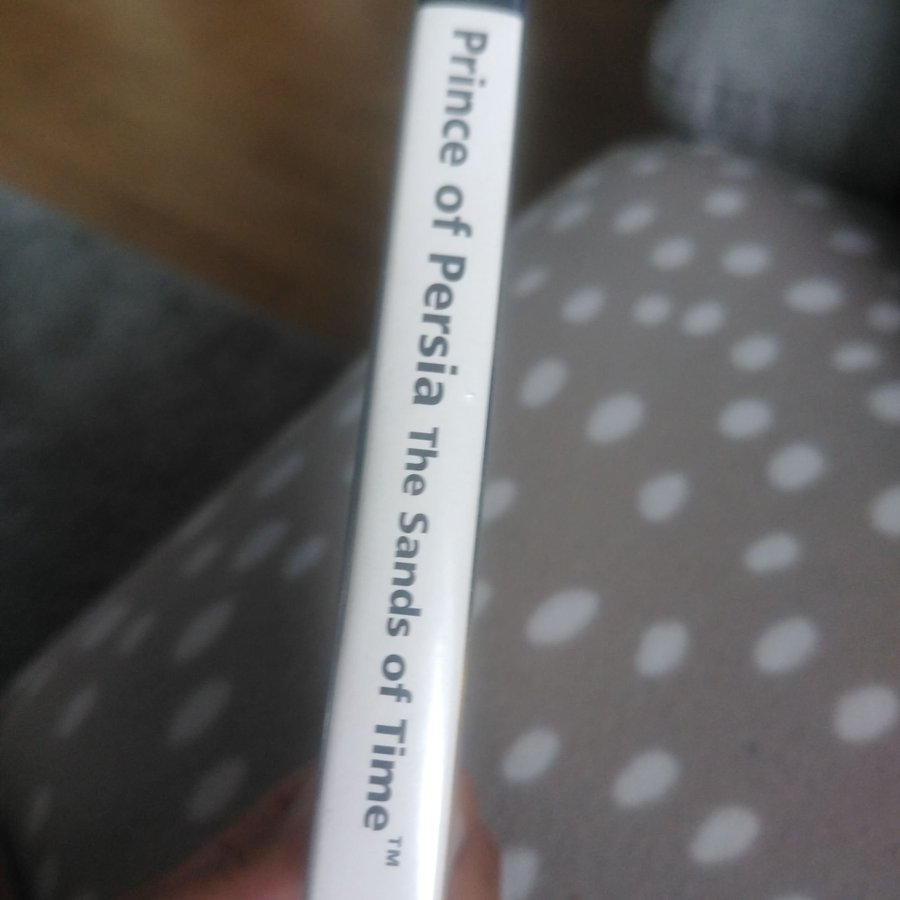 Prince of Persia The Sands of Time™